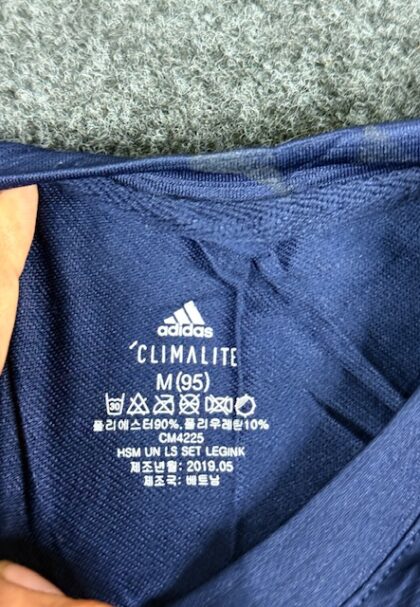 adidas
CLIMALITE
M(95)
30
폴리에스터90%, 폴리우레탄10%
CM4225
HSM UN LS SET LEGINK
제조년월: 2019.05
제조국: 베트남